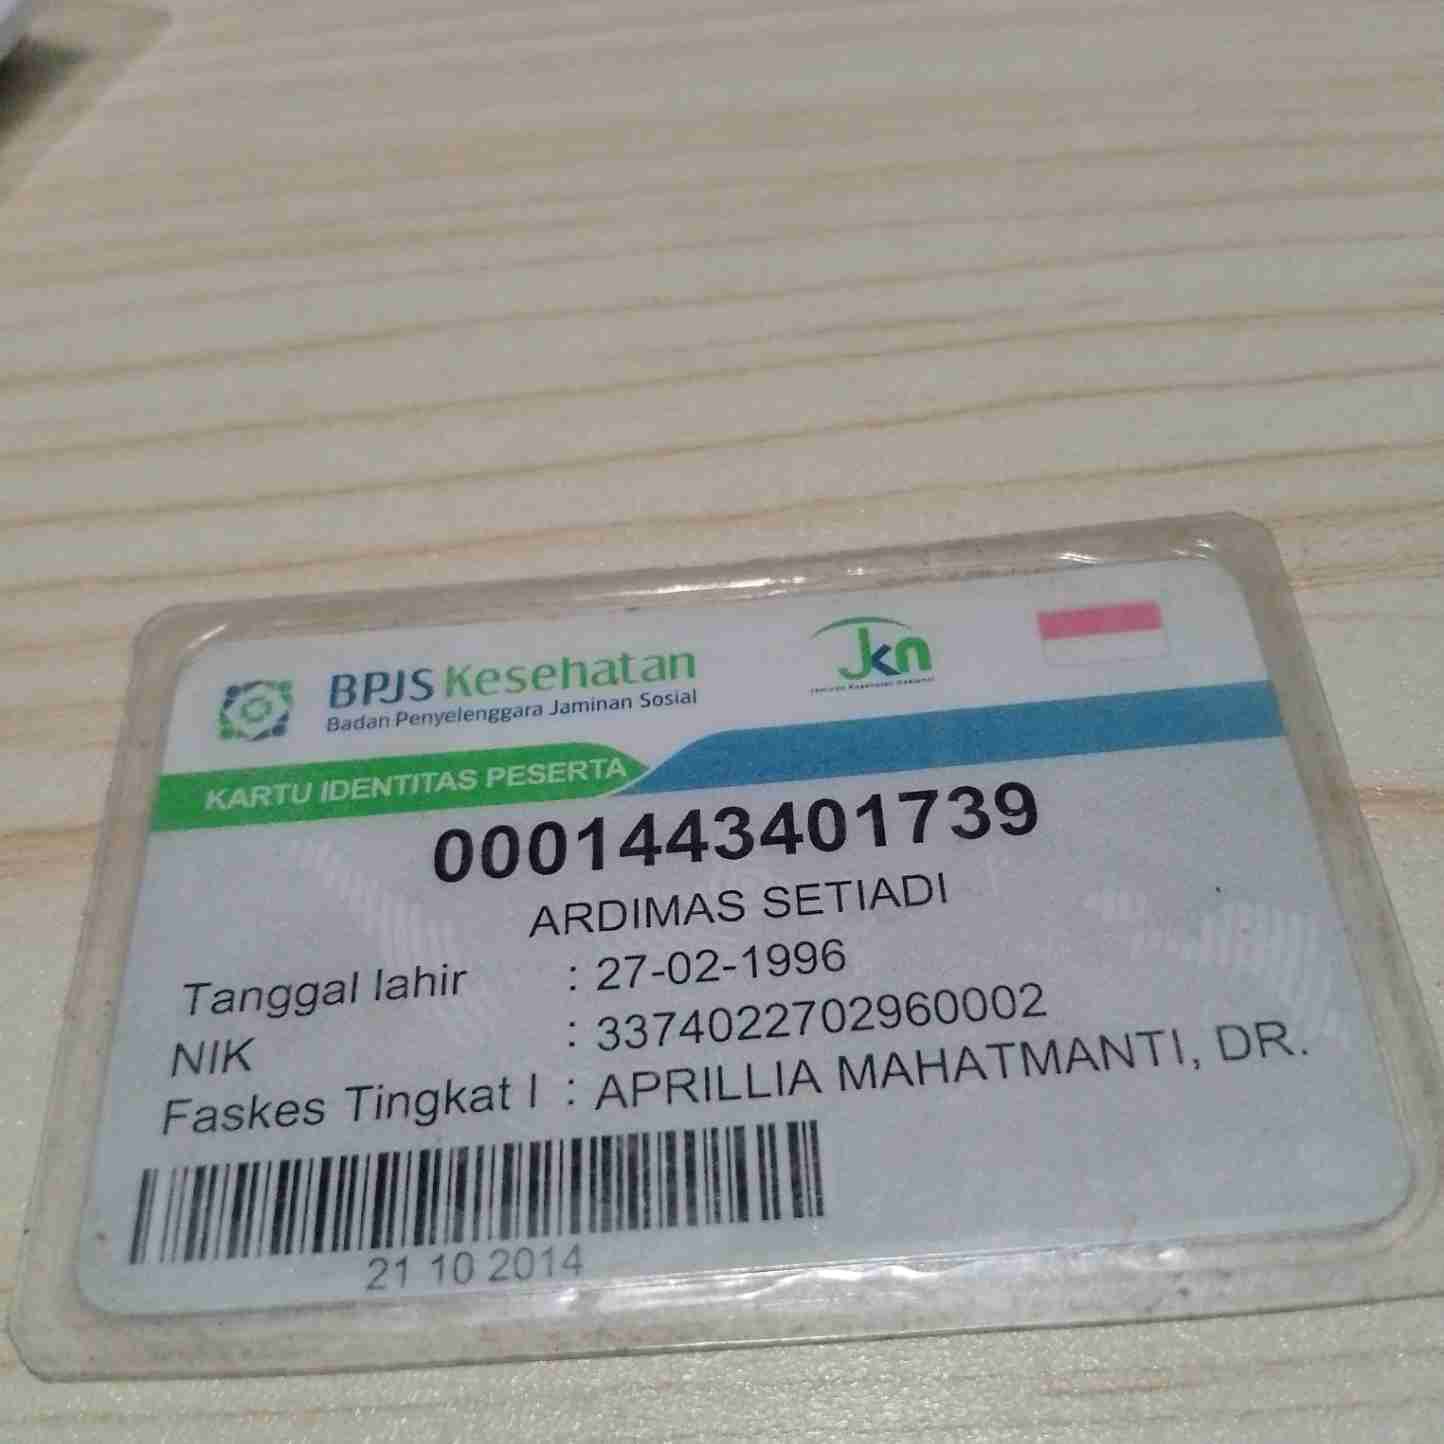 BPJS Kesehatan
Badan Penyelenggara Jaminan Sosial
Jkn
KARTU IDENTITAS PESERTA
0001443401739
ARDIMAS SETIADI
Tanggal lahir : 27-02-1996
NIK : 3374022702960002
Faskes Tingkat I : APRILLIA MAHATMANTI, DR.
21 10 2014